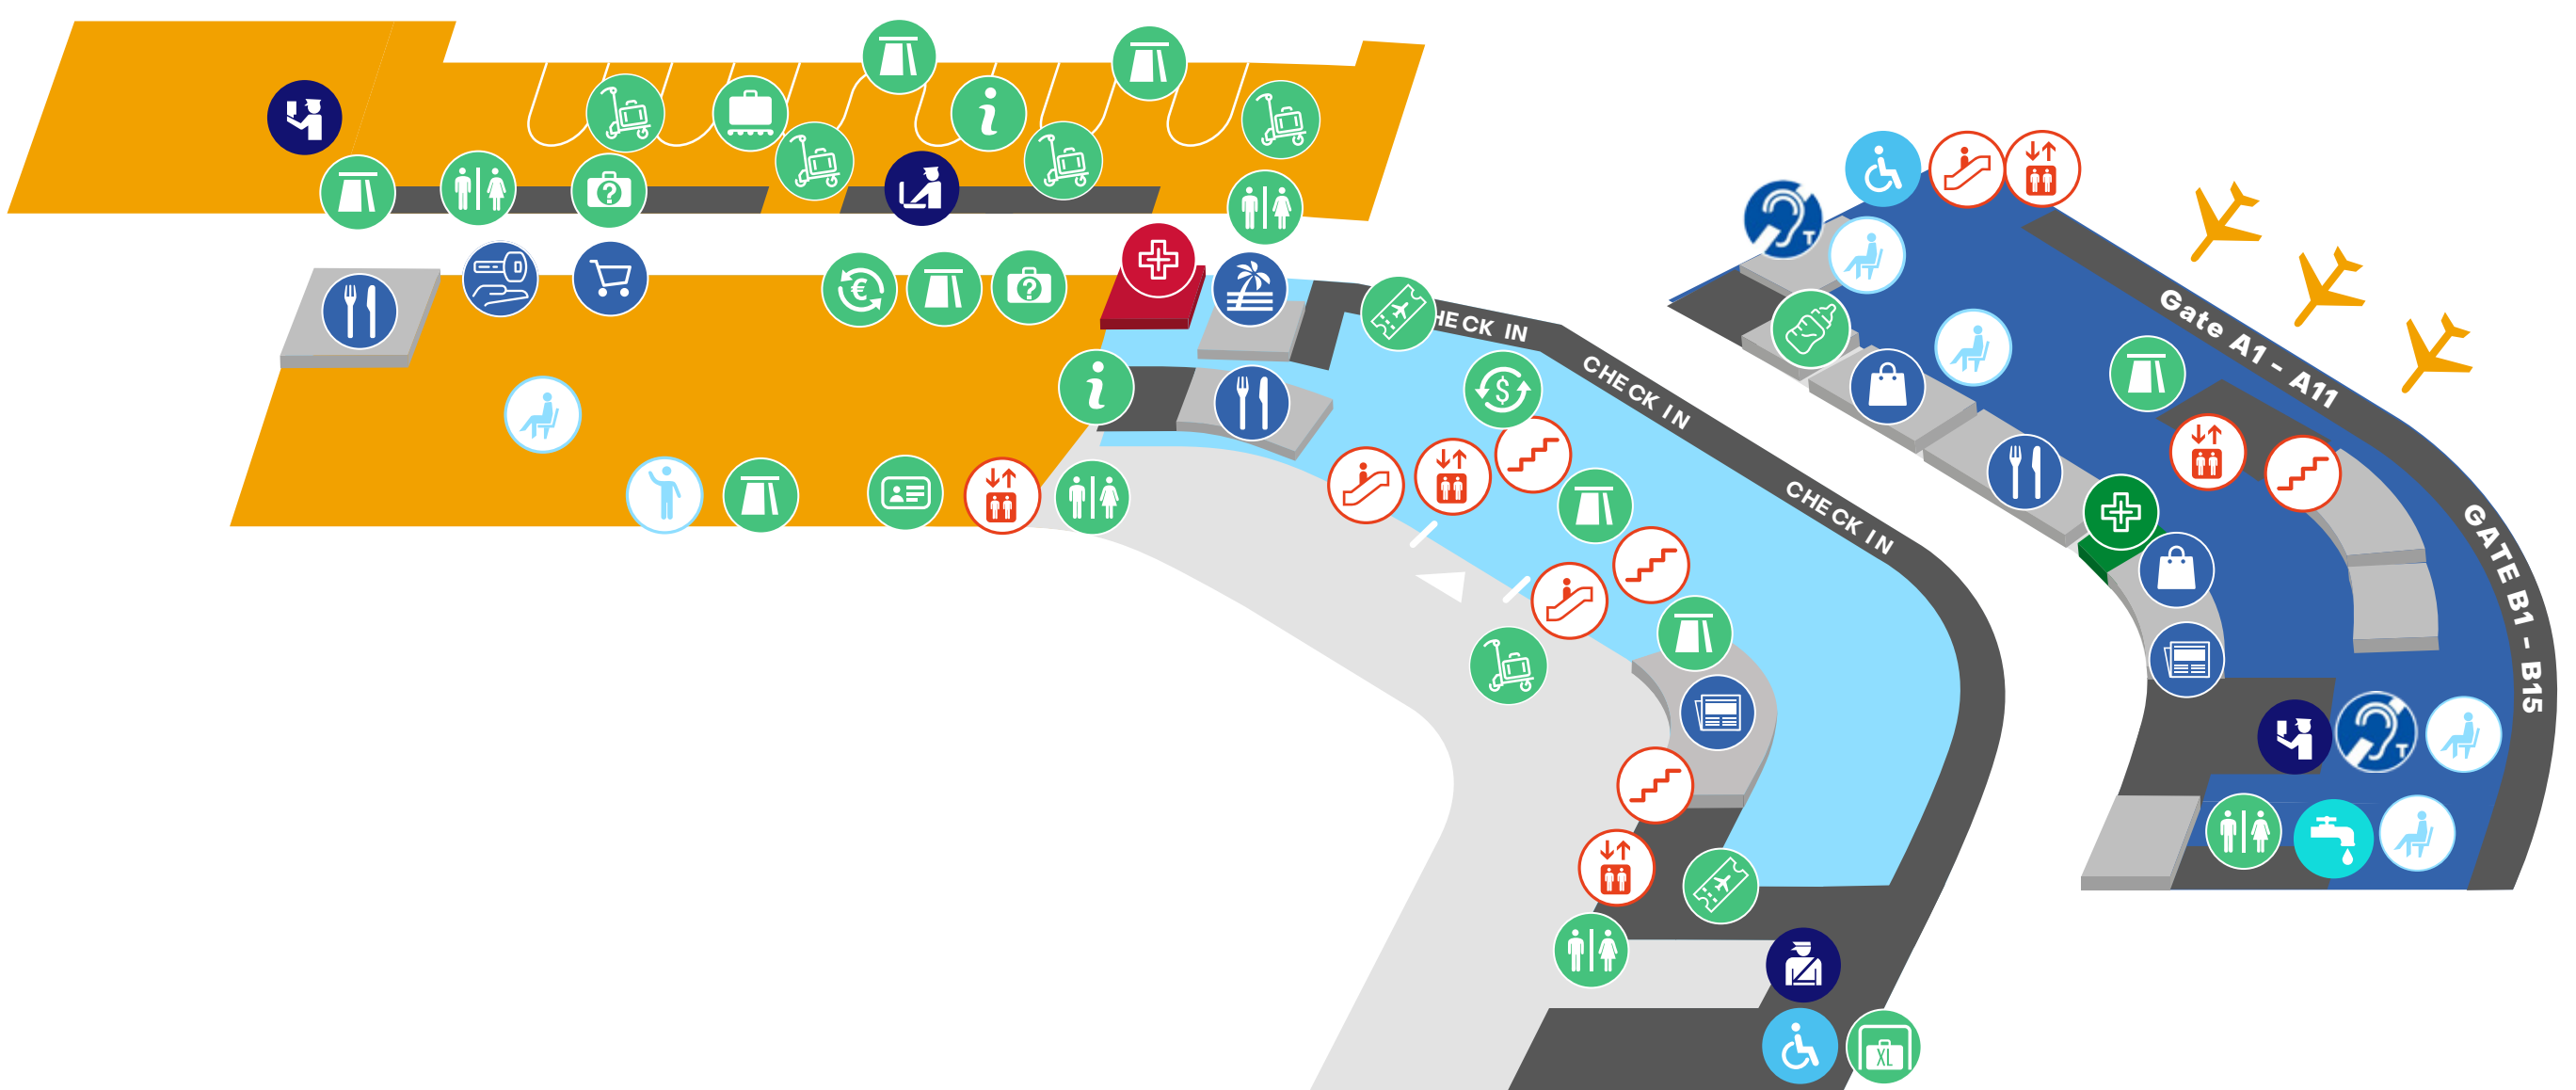 HECK IN
CHECK IN
CHECK IN
Gate A1 - A11
GATE B1 - B15
i
i
?
?
€
$
T
T
XL